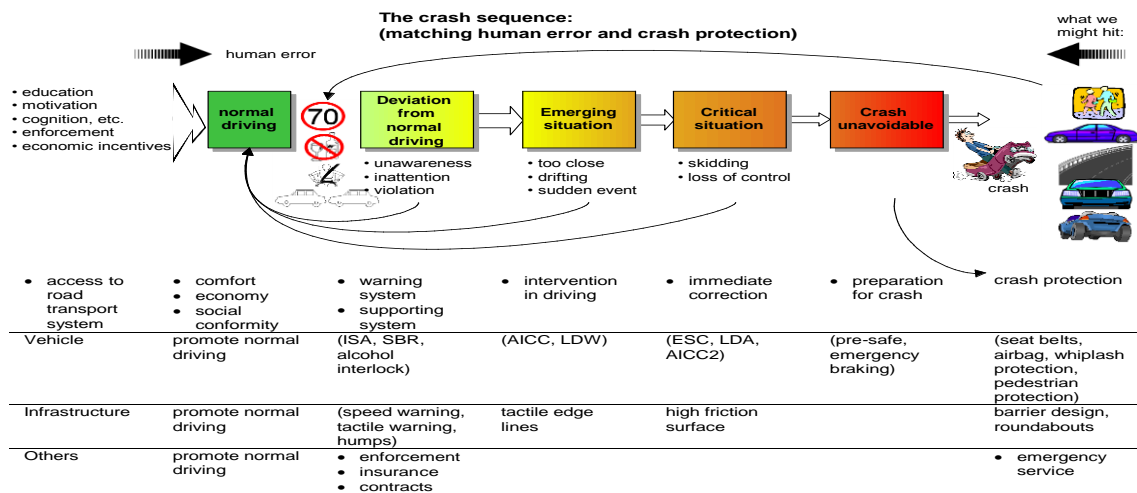 The crash sequence:
(matching human error and crash protection)
what we
might hit:
human error
• education
• motivation
• cognition, etc.
• enforcement
• economic incentives
normal
driving
70
Deviation
from
normal
driving
Emerging
situation
Critical
situation
Crash
unavoidable
• unawareness
• inattention
• violation
• too close
• drifting
• sudden event
• skidding
• loss of control
crash
• access to
road
transport
system
• comfort
• economy
• social
conformity
• warning
system
• supporting
system
• intervention
in driving
• immediate
correction
• preparation
for crash
crash protection
Vehicle
promote normal
driving
(ISA, SBR,
alcohol
interlock)
(AICC, LDW)
(ESC, LDA,
AICC2)
(pre-safe,
emergency
braking)
(seat belts,
airbag, whiplash
protection,
pedestrian
protection)
Infrastructure
promote normal
driving
(speed warning,
tactile warning,
humps)
tactile edge
lines
high friction
surface
barrier design,
roundabouts
Others
promote normal
driving
• enforcement
• insurance
• contracts
• emergency
service